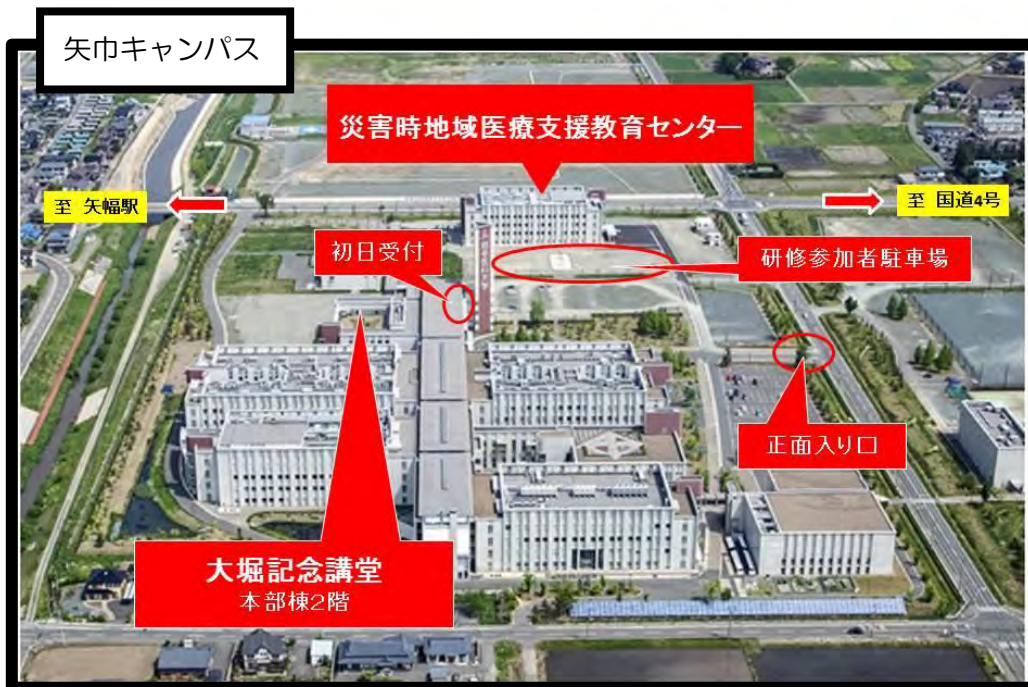 矢巾キャンパス
災害時地域医療支援教育センター
至 矢幅駅
至 国道4号
初日受付
研修参加者駐車場
正面入り口
大堀記念講堂
本部棟2階